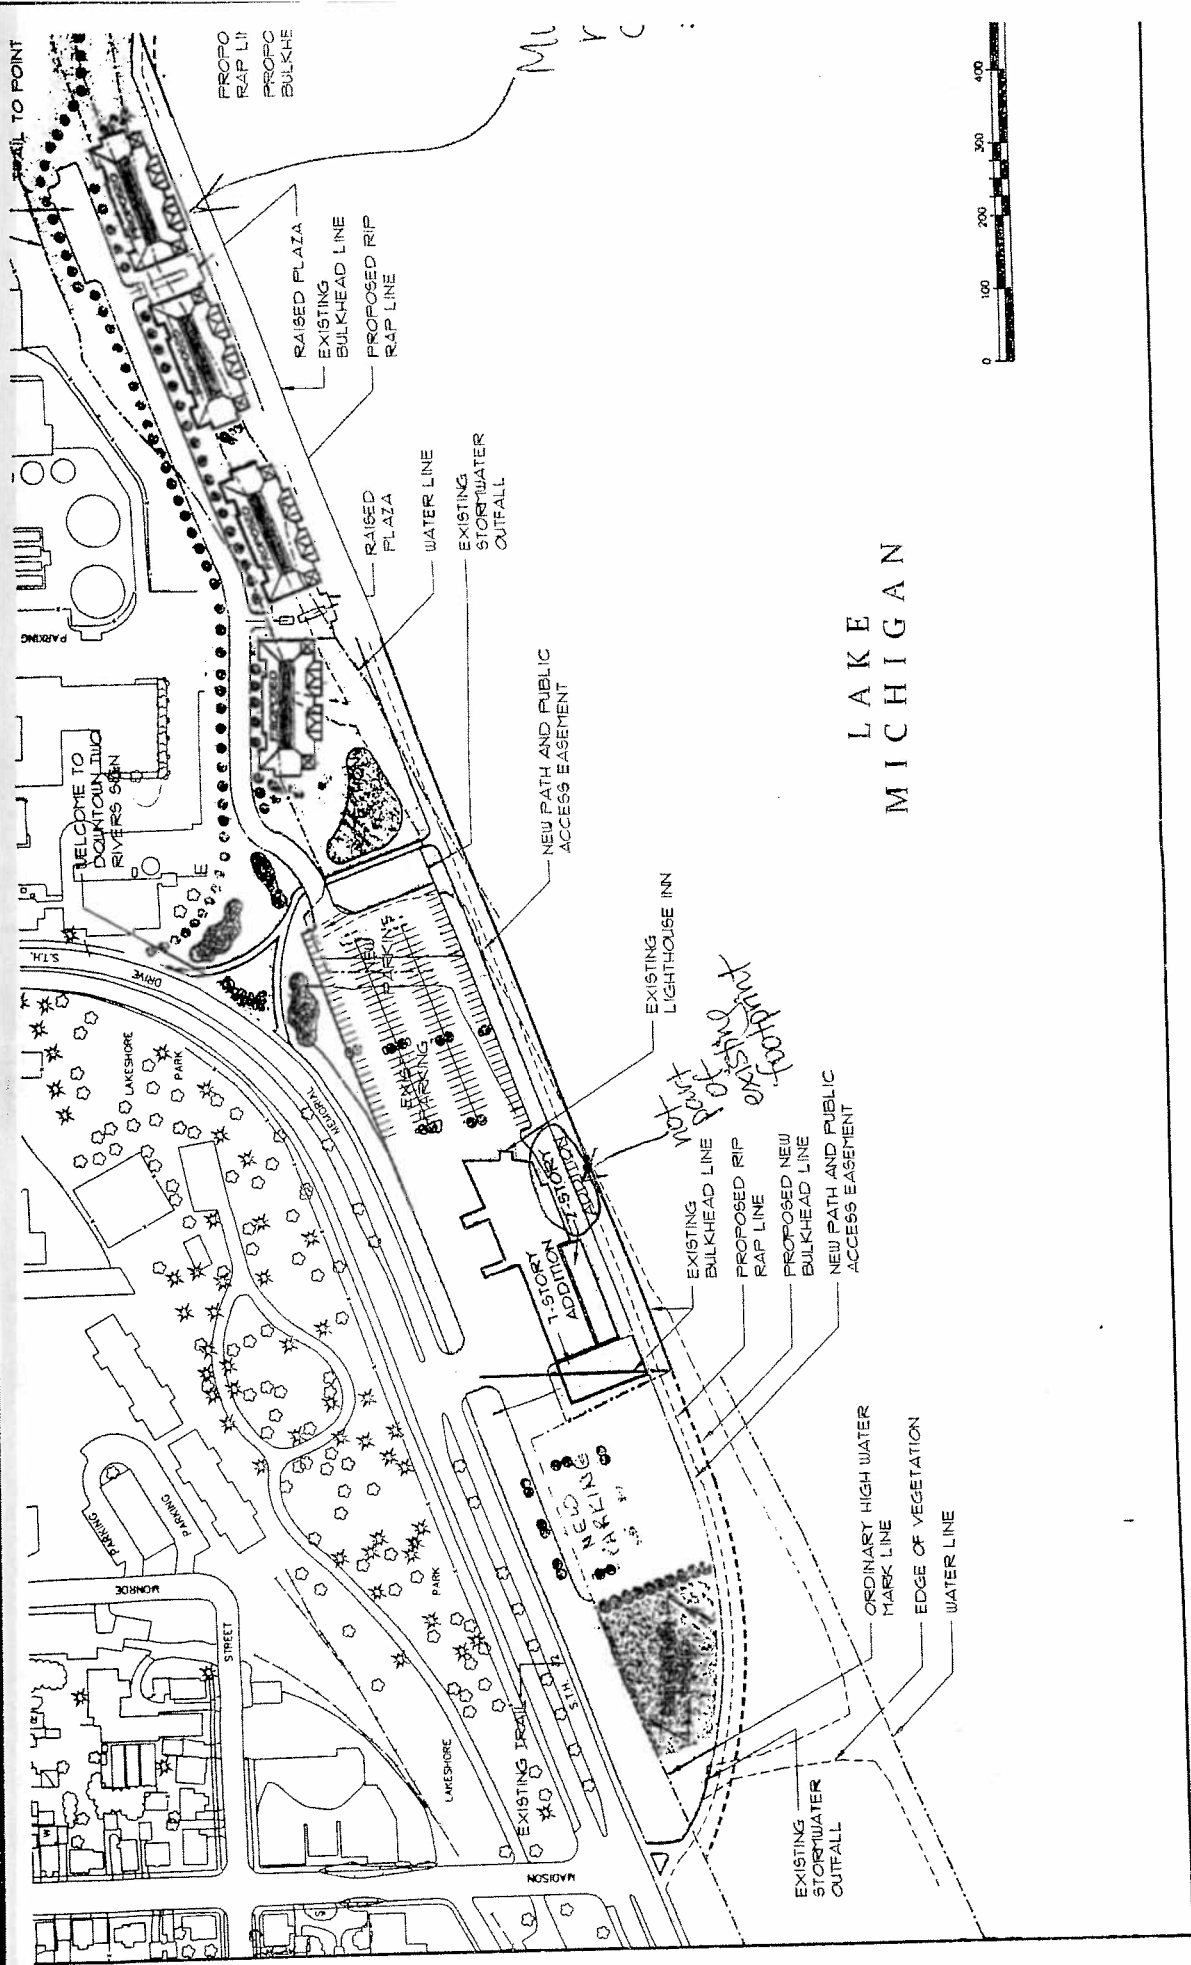 TRAIL TO POINT
PROPO
RAP LI
PROPO
BULKHE
RAISED PLAZA
EXISTING
BULKHEAD LINE
PROPOSED RIP
RAP LINE
RAISED
PLAZA
WATER LINE
EXISTING
STORMWATER
OUTFALL
PARKING
WELCOME TO
DOWNTOWN TWO
RIVERS SIGN
PROPOSED
PROPOSED
PROPOSED
PROPOSED
NEW PATH AND PUBLIC
ACCESS EASEMENT
E
S.T.H.
MEMORIAL
DRIVE
LAKESHORE
PARK
NEW
PARKING
EXIST
PARKING
EXISTING
LIGHTHOUSE INN
not part
of the
existing
footprint
7-STORY
ADDITION
7-STORY
ADDITION
EXISTING
BULKHEAD LINE
PROPOSED RIP
RAP LINE
PROPOSED NEW
BULKHEAD LINE
NEW PATH AND PUBLIC
ACCESS EASEMENT
PARKING
PARKING
MONROE
STREET
NEW
PARKING
LAKESHORE
PARK
EXISTING TRAIL
S.T.H.
MADISON
ORDINARY HIGH WATER
MARK LINE
EDGE OF VEGETATION
WATER LINE
EXISTING
STORMWATER
OUTFALL
LAKE
MICHIGAN
0
100
200
300
400